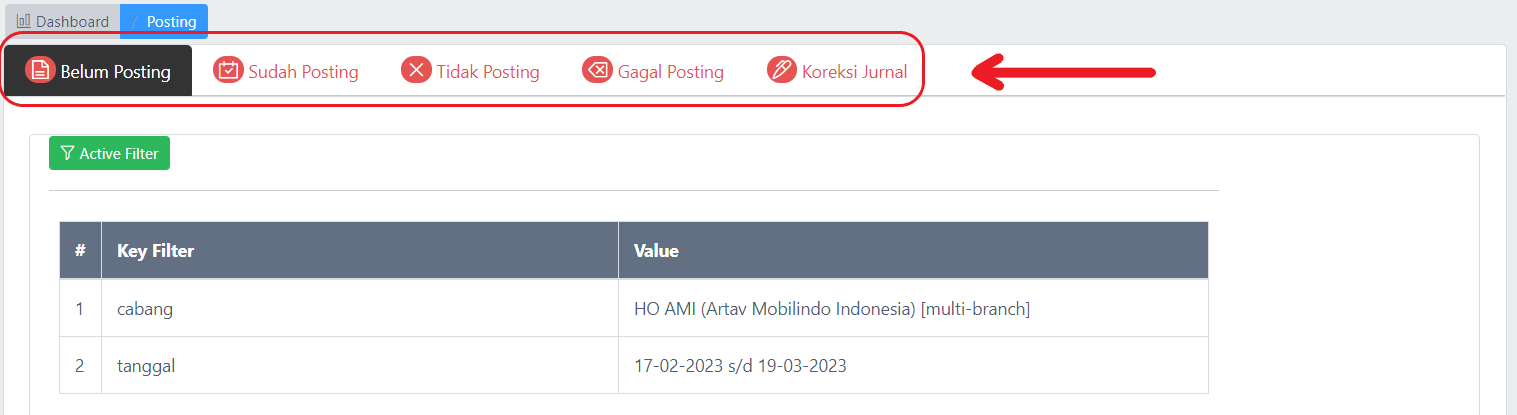 Dashboard / Posting
Belum Posting Sudah Posting Tidak Posting Gagal Posting Koreksi Jurnal
Active Filter
# Key Filter Value
1 cabang HO AMI (Artav Mobilindo Indonesia) [multi-branch]
2 tanggal 17-02-2023 s/d 19-03-2023